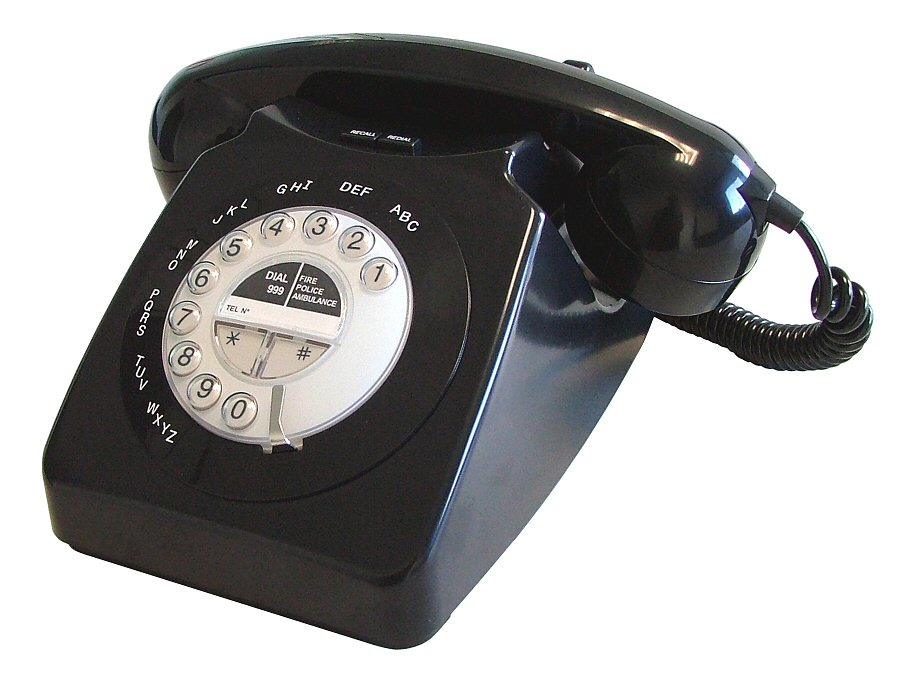 RECALL REDIAL
ABC
DEF
GHI
JKL
MNO
PQRS
TUV
WXYZ
1
2
3
4
5
6
7
8
9
0
DIAL
999
FIRE
POLICE
AMBULANCE
TEL Nº
* #